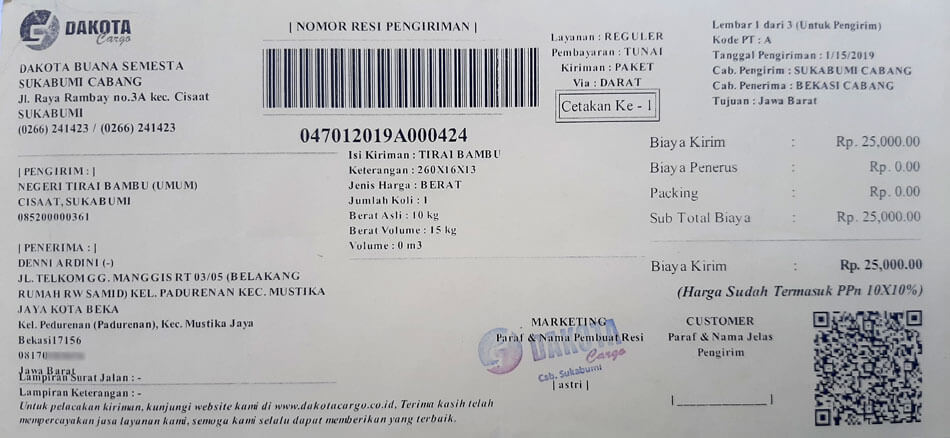 DAKOTA
Cargo
DAKOTA BUANA SEMESTA
SUKABUMI CABANG
Jl. Raya Rambay no.3A kec. Cisaat
SUKABUMI
(0266) 241423 / (0266) 241423
| PENGIRIM : |
NEGERI TIRAI BAMBU (UMUM)
CISAAT, SUKABUMI
085200000361
| PENERIMA : |
DENNI ARDINI (-)
JL. TELKOM GG. MANGGIS RT 03/05 (BELAKANG
RUMAH RW SAMID) KEL. PADURENAN KEC. MUSTIKA
JAYA KOTA BEKA
Kel. Pedurenan (Padurenan), Kec. Mustika Jaya
Bekasi17156
0817
Jawa Barat
Lampiran Surat Jalan : -
Lampiran Keterangan : -
Untuk pelacakan kiriman, kunjungi website kami di www.dakotacargo.co.id, Terima kasih telah
mempercayakan jasa layanan kami, semoga kami selalu dapat memberikan yang terbaik.
| NOMOR RESI PENGIRIMAN |
047012019A000424
Isi Kiriman : TIRAI BAMBU
Keterangan : 260X16X13
Jenis Harga : BERAT
Jumlah Koli : 1
Berat Asli : 10 kg
Berat Volume : 15 kg
Volume : 0 m3
Layanan : REGULER
Pembayaran : TUNAI
Kiriman : PAKET
Via : DARAT
Cetakan Ke - 1
Lembar 1 dari 3 (Untuk Pengirim)
Kode PT : A
Tanggal Pengiriman : 1/15/2019
Cab. Pengirim : SUKABUMI CABANG
Cab. Penerima : BEKASI CABANG
Tujuan : Jawa Barat
Biaya Kirim : Rp. 25,000.00
Biaya Penerus : Rp. 0.00
Packing : Rp. 0.00
Sub Total Biaya : Rp. 25,000.00
Biaya Kirim : Rp. 25,000.00
(Harga Sudah Termasuk PPn 10X10%)
MARKETING
Paraf & Nama Pembuat Resi
DAKOTA
Cargo
Cab. Sukabumi
| astri |
CUSTOMER
Paraf & Nama Jelas
Pengirim
|____________|